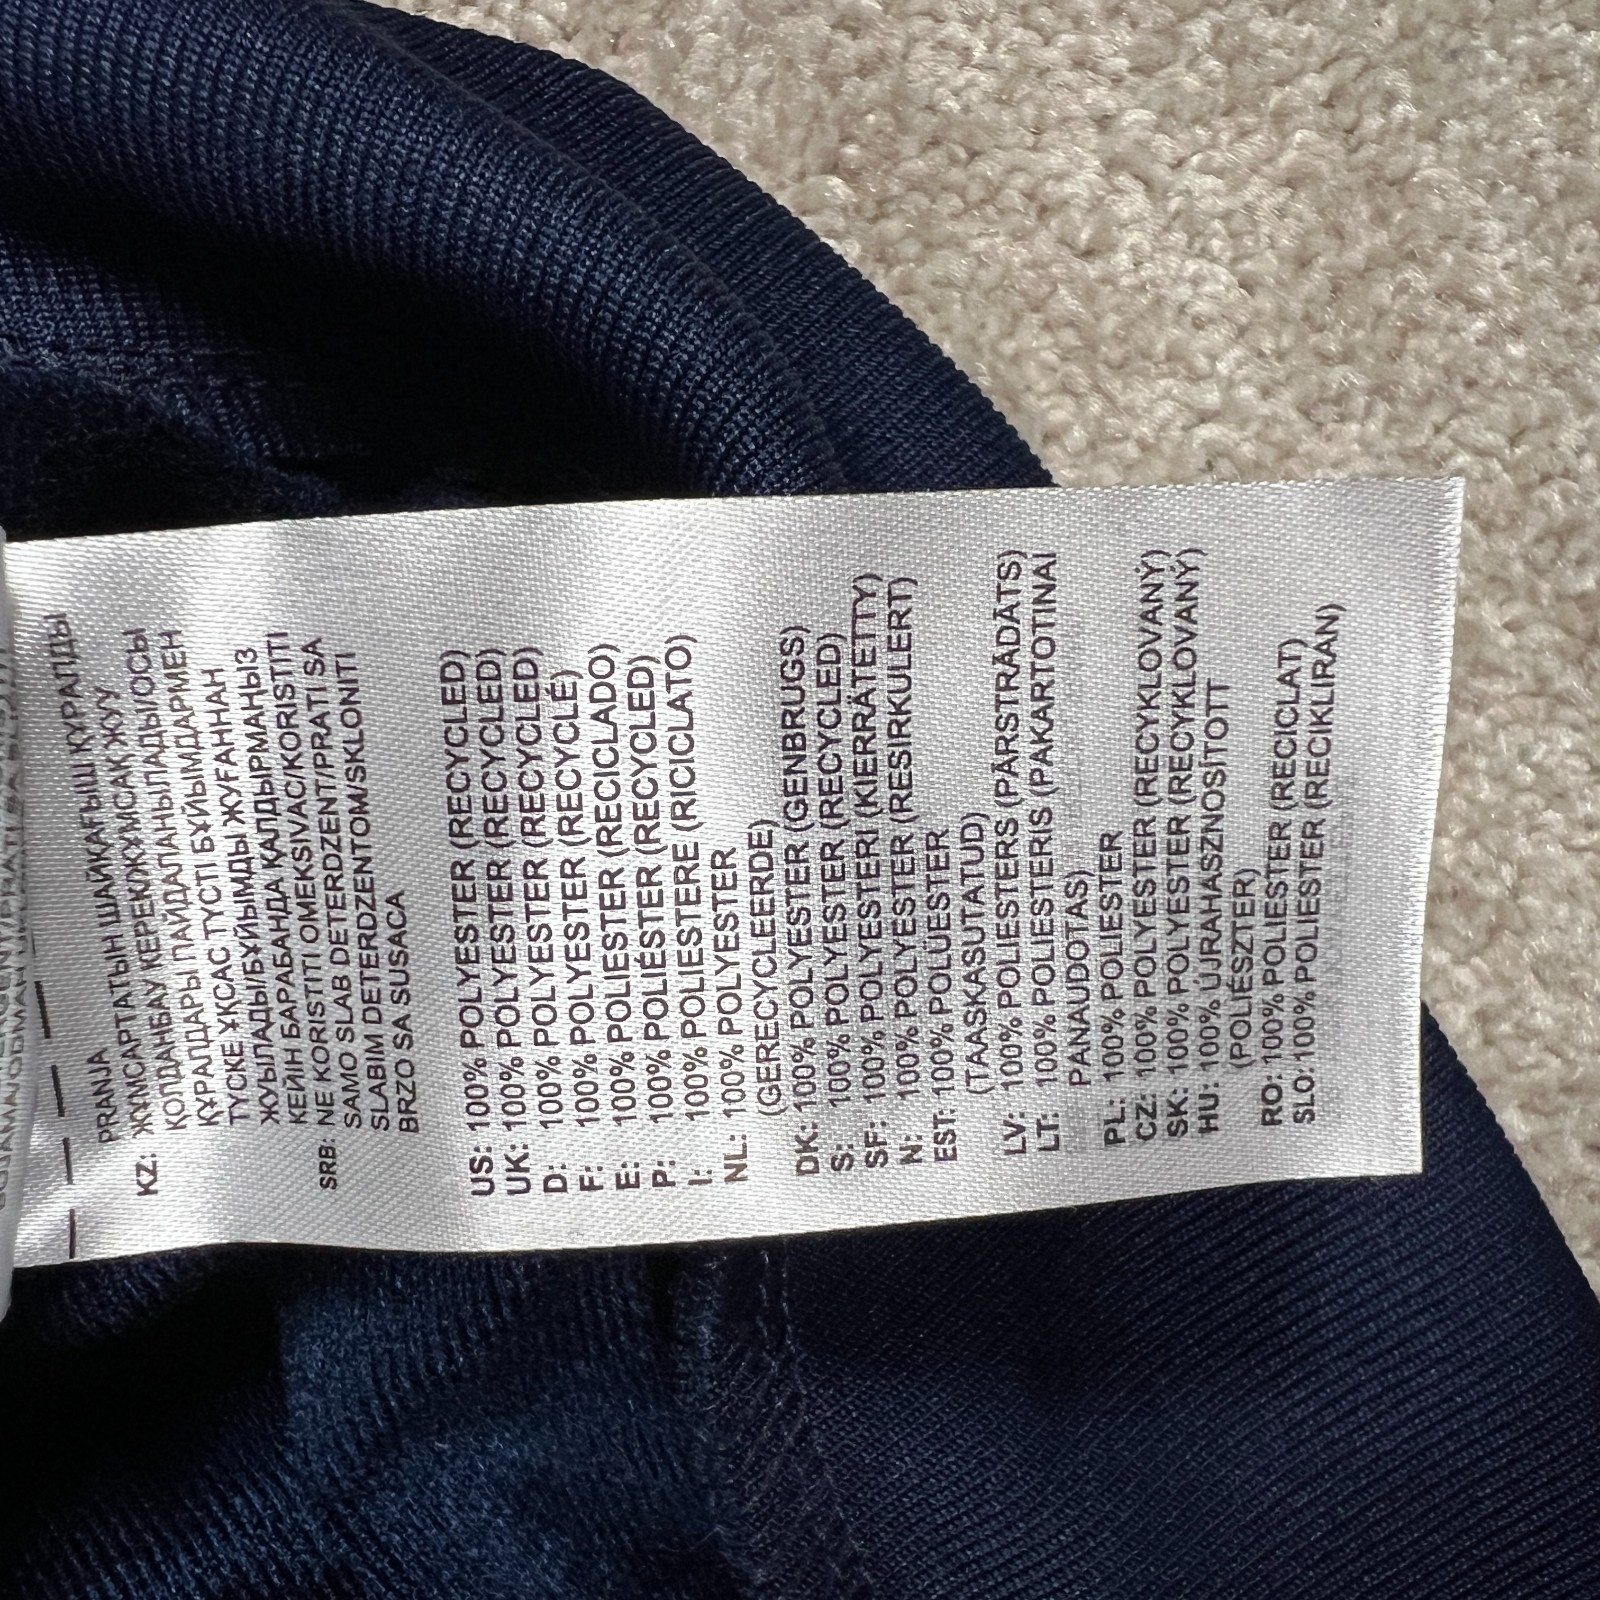 PRANJA
ЖҰМСАРТАТЫН ШАЙҚАҒЫШ ҚҰРАЛДЫ
KZ: ҚОЛДАНБАУ КЕРЕК/ЖҰМСАҚ ЖУУ
ҚҰРАЛДАРЫ ПАЙДАЛАНЫЛАДЫ/ОСЫ
ТҮСКЕ ҰҚСАС ТҮСТІ БҰЙЫМДАРМЕН
ЖУЫЛАДЫ/БҰЙЫМДЫ ЖУҒАННАН
КЕЙІН БАРАБАНДА ҚАЛДЫРМАҢЫЗ
SRB: NE KORISTITI OMEKSIVAC/KORISTITI
SAMO SLAB DETERDZENT/PRATI SA
SLABIM DETERDZENTOM/SKLONITI
BRZO SA SUSACA
US: 100% POLYESTER (RECYCLED)
UK: 100% POLYESTER (RECYCLED)
D: 100% POLYESTER (RECYCLED)
F: 100% POLYESTER (RECYCLÉ)
E: 100% POLIESTER (RECICLADO)
P: 100% POLIÉSTER (RECYCLED)
I: 100% POLIESTERE (RICICLATO)
NL: 100% POLYESTER
(GERECYCLEERDE)
DK: 100% POLYESTER (GENBRUGS)
S: 100% POLYESTER (RECYCLED)
SF: 100% POLYESTERI (KIERRÄTETTY)
N: 100% POLYESTER (RESIRKULERT)
EST: 100% POLÜESTER
(TAASKASUTATUD)
LV: 100% POLIESTERS (PĀRSTRĀDĀTS)
LT: 100% POLIESTERIS (PAKARTOTINAI
PANAUDOTAS)
PL: 100% POLIESTER
CZ: 100% POLYESTER (RECYKLOVANÝ)
SK: 100% POLYESTER (RECYKLOVANÝ)
HU: 100% ÚJRAHASZNOSÍTOTT
(POLIÉSZTER)
RO: 100% POLIESTER (RECICLAT)
SLO: 100% POLIESTER (RECIKLIRAN)